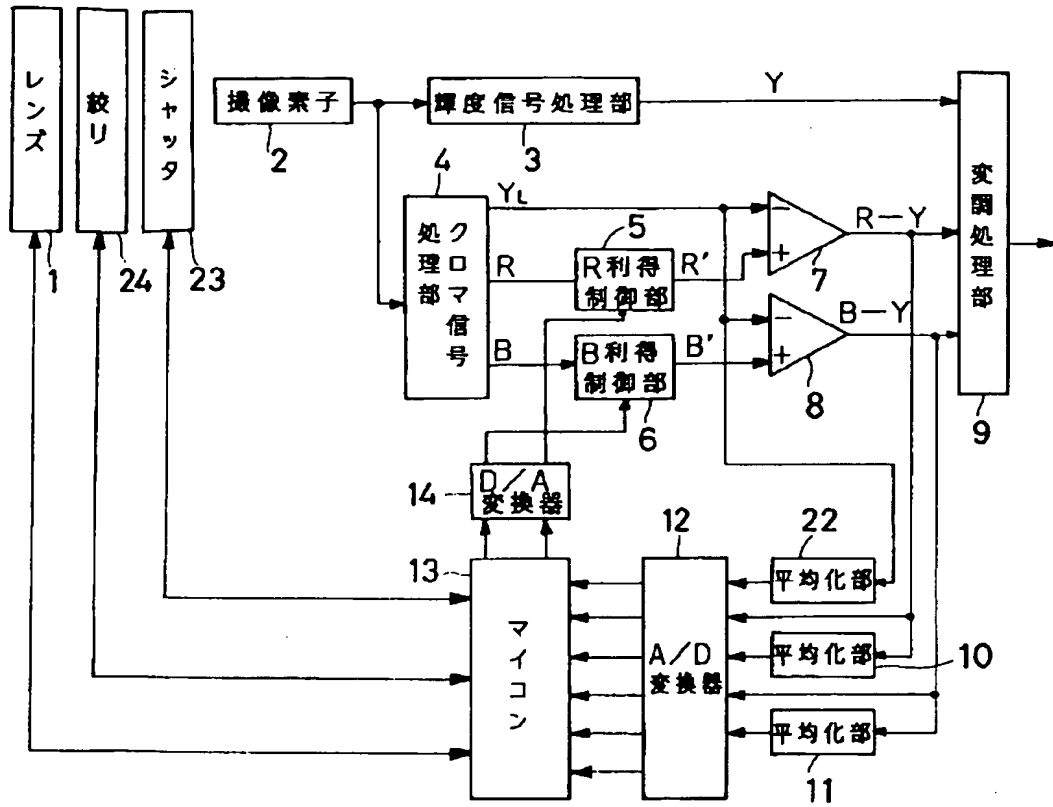 レンズ
絞リ
シャッタ
撮像素子
輝度信号処理部
Y
変調処理部
1
24
23
2
3
4
クロマ信号
処理部
YL
R
B
5
R利得
制御部
R'
B利得
制御部
B'
6
7
R−Y
8
B−Y
9
14
D/A
変換器
13
マイコン
12
A/D
変換器
22
平均化部
平均化部
10
平均化部
11